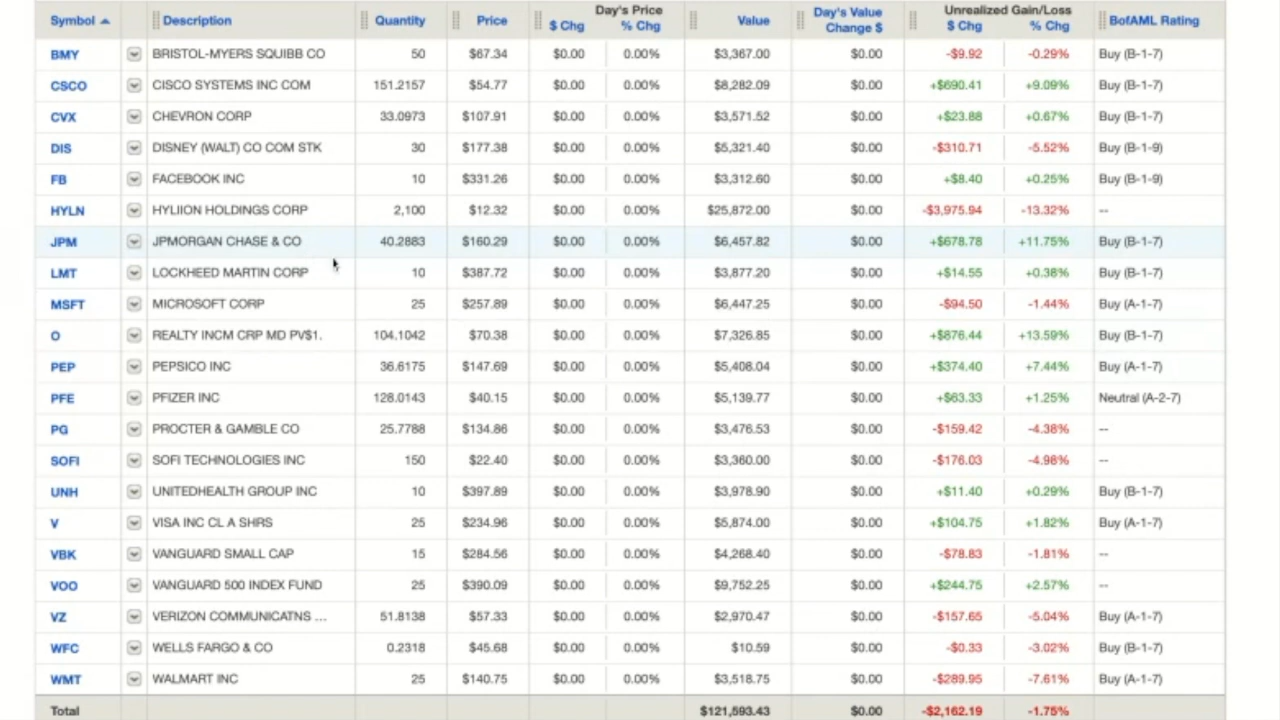 Symbol Description Quantity Price Day's Price $ Chg % Chg Value Day's Value Change $ Unrealized Gain/Loss $ Chg % Chg BofAML Rating
BMY BRISTOL-MYERS SQUIBB CO 50 $67.34 $0.00 0.00% $3,367.00 $0.00 -$9.92 -0.29% Buy (B-1-7)
CSCO CISCO SYSTEMS INC COM 151.2157 $54.77 $0.00 0.00% $8,282.09 $0.00 +$690.41 +9.09% Buy (B-1-7)
CVX CHEVRON CORP 33.0973 $107.91 $0.00 0.00% $3,571.52 $0.00 +$23.88 +0.67% Buy (B-1-7)
DIS DISNEY (WALT) CO COM STK 30 $177.38 $0.00 0.00% $5,321.40 $0.00 -$310.71 -5.52% Buy (B-1-9)
FB FACEBOOK INC 10 $331.26 $0.00 0.00% $3,312.60 $0.00 +$8.40 +0.25% Buy (B-1-9)
HYLN HYLIION HOLDINGS CORP 2,100 $12.32 $0.00 0.00% $25,872.00 $0.00 -$3,975.94 -13.32% --
JPM JPMORGAN CHASE & CO 40.2883 $160.29 $0.00 0.00% $6,457.82 $0.00 +$678.78 +11.75% Buy (B-1-7)
LMT LOCKHEED MARTIN CORP 10 $387.72 $0.00 0.00% $3,877.20 $0.00 +$14.55 +0.38% Buy (B-1-7)
MSFT MICROSOFT CORP 25 $257.89 $0.00 0.00% $6,447.25 $0.00 -$94.50 -1.44% Buy (A-1-7)
O REALTY INCM CRP MD PV$1. 104.1042 $70.38 $0.00 0.00% $7,326.85 $0.00 +$876.44 +13.59% Buy (B-1-7)
PEP PEPSICO INC 36.6175 $147.69 $0.00 0.00% $5,408.04 $0.00 +$374.40 +7.44% Buy (A-1-7)
PFE PFIZER INC 128.0143 $40.15 $0.00 0.00% $5,139.77 $0.00 +$63.33 +1.25% Neutral (A-2-7)
PG PROCTER & GAMBLE CO 25.7788 $134.86 $0.00 0.00% $3,476.53 $0.00 -$159.42 -4.38% --
SOFI SOFI TECHNOLOGIES INC 150 $22.40 $0.00 0.00% $3,360.00 $0.00 -$176.03 -4.98% --
UNH UNITEDHEALTH GROUP INC 10 $397.89 $0.00 0.00% $3,978.90 $0.00 +$11.40 +0.29% Buy (B-1-7)
V VISA INC CL A SHRS 25 $234.96 $0.00 0.00% $5,874.00 $0.00 +$104.75 +1.82% Buy (A-1-7)
VBK VANGUARD SMALL CAP 15 $284.56 $0.00 0.00% $4,268.40 $0.00 -$78.83 -1.81% --
VOO VANGUARD 500 INDEX FUND 25 $390.09 $0.00 0.00% $9,752.25 $0.00 +$244.75 +2.57% --
VZ VERIZON COMMUNICATNS ... 51.8138 $57.33 $0.00 0.00% $2,970.47 $0.00 -$157.65 -5.04% Buy (A-1-7)
WFC WELLS FARGO & CO 0.2318 $45.68 $0.00 0.00% $10.59 $0.00 -$0.33 -3.02% Buy (B-1-7)
WMT WALMART INC 25 $140.75 $0.00 0.00% $3,518.75 $0.00 -$289.95 -7.61% Buy (A-1-7)
Total $121,593.43 $0.00 -$2,162.19 -1.75%